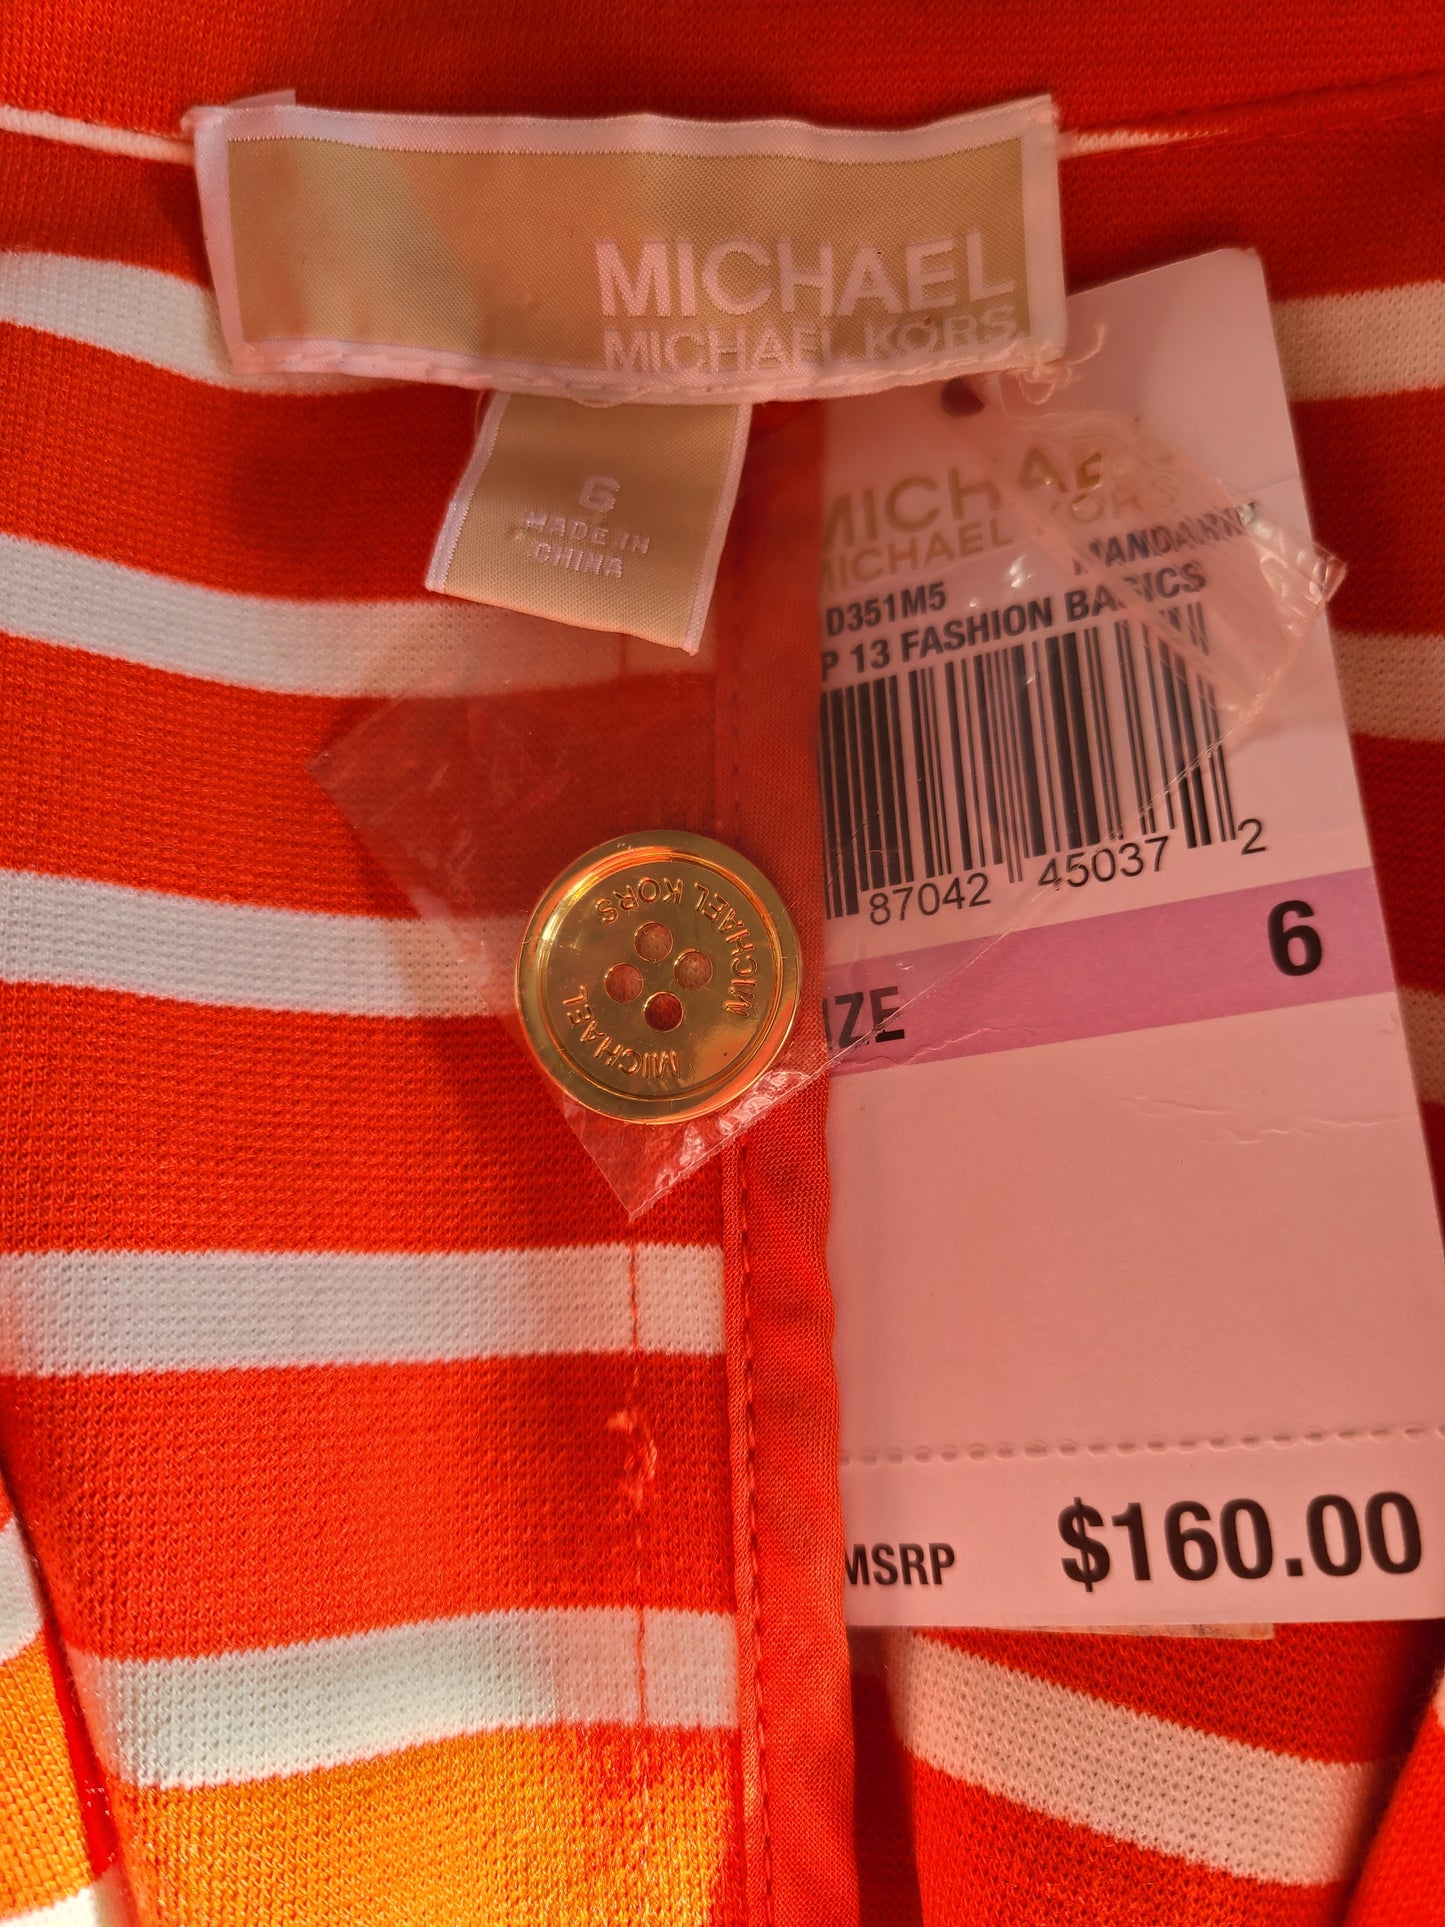 MICHAEL
MICHAEL KORS
6
MADE IN
CHINA
MICHAEL
MICHAEL KORS
D351M5 MANDARIN
P 13 FASHION BASICS
87042 45037 2
IZE 6
MSRP $160.00
MICHAEL MICHAEL KORS